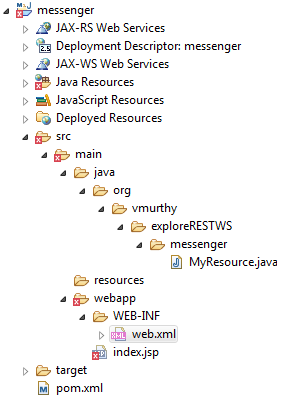 messenger
JAX-RS Web Services
Deployment Descriptor: messenger
JAX-WS Web Services
Java Resources
JavaScript Resources
Deployed Resources
src
main
java
org
vmurthy
exploreRESTWS
messenger
MyResource.java
resources
webapp
WEB-INF
web.xml
index.jsp
target
pom.xml